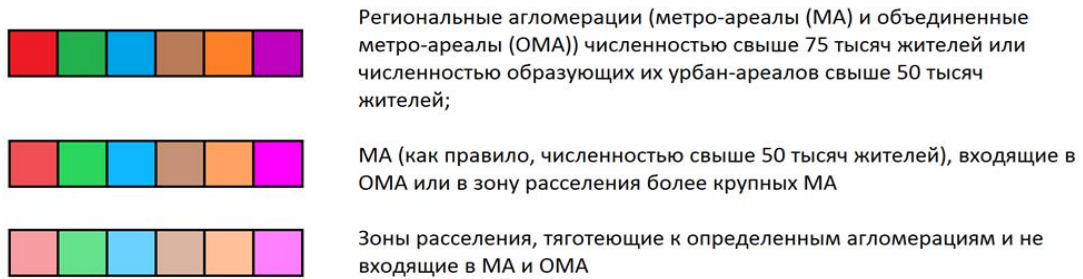 Региональные агломерации (метро-ареалы (МА) и объединенные
метро-ареалы (ОМА)) численностью свыше 75 тысяч жителей или
численностью образующих их урбан-ареалов свыше 50 тысяч
жителей;
МА (как правило, численностью свыше 50 тысяч жителей), входящие в
ОМА или в зону расселения более крупных МА
Зоны расселения, тяготеющие к определенным агломерациям и не
входящие в МА и ОМА